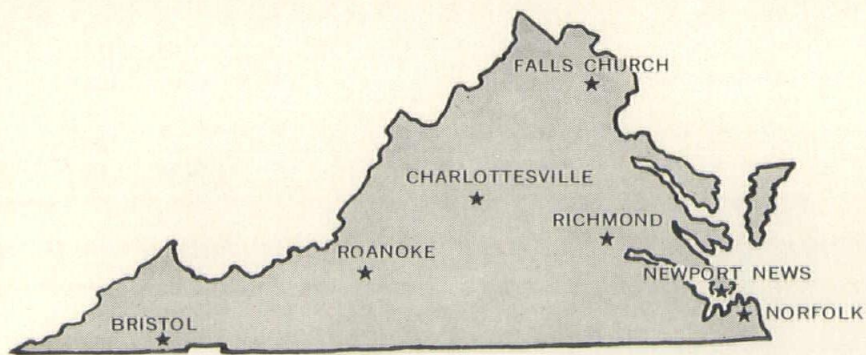 FALLS CHURCH
CHARLOTTESVILLE
RICHMOND
ROANOKE
NEWPORT NEWS
NORFOLK
BRISTOL